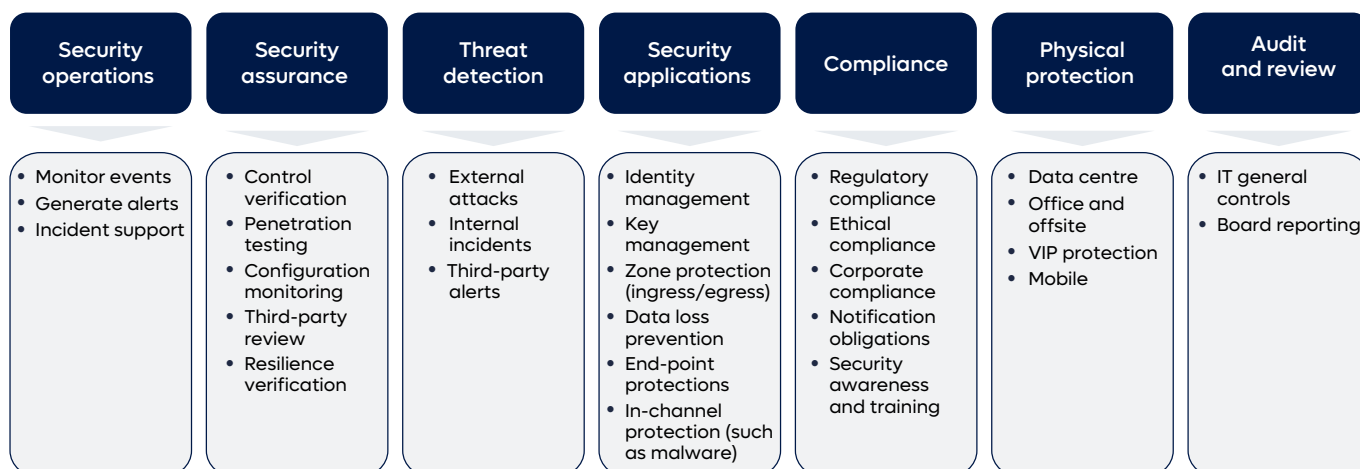 Security
operations
Security
assurance
Threat
detection
Security
applications
Compliance
Physical
protection
Audit
and review
• Monitor events
• Generate alerts
• Incident support
• Control
verification
• Penetration
testing
• Configuration
monitoring
• Third-party
review
• Resilience
verification
• External
attacks
• Internal
incidents
• Third-party
alerts
• Identity
management
• Key
management
• Zone protection
(ingress/egress)
• Data loss
prevention
• End-point
protections
• In-channel
protection (such
as malware)
• Regulatory
compliance
• Ethical
compliance
• Corporate
compliance
• Notification
obligations
• Security
awareness
and training
• Data centre
• Office and
offsite
• VIP protection
• Mobile
• IT general
controls
• Board reporting